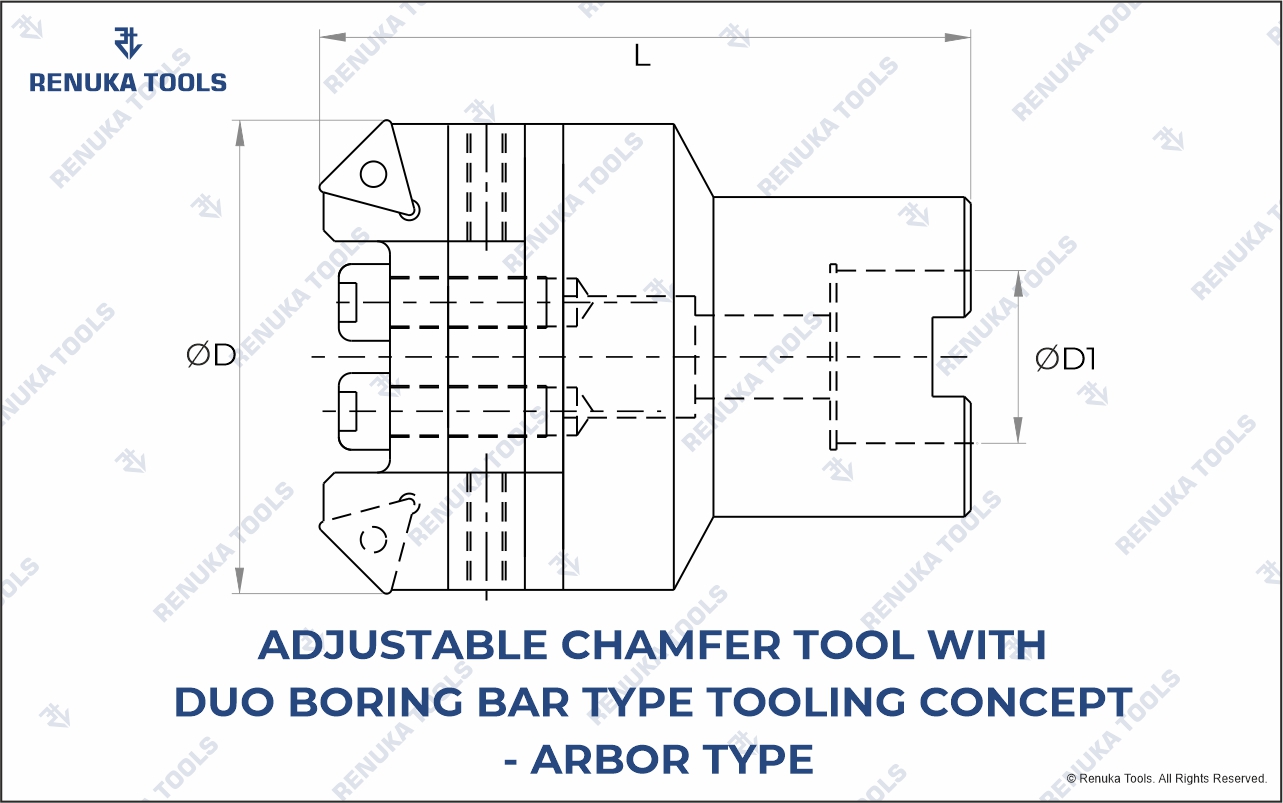 RENUKA TOOLS
L
ØD
ØD1
ADJUSTABLE CHAMFER TOOL WITH
DUO BORING BAR TYPE TOOLING CONCEPT
- ARBOR TYPE
© Renuka Tools. All Rights Reserved.